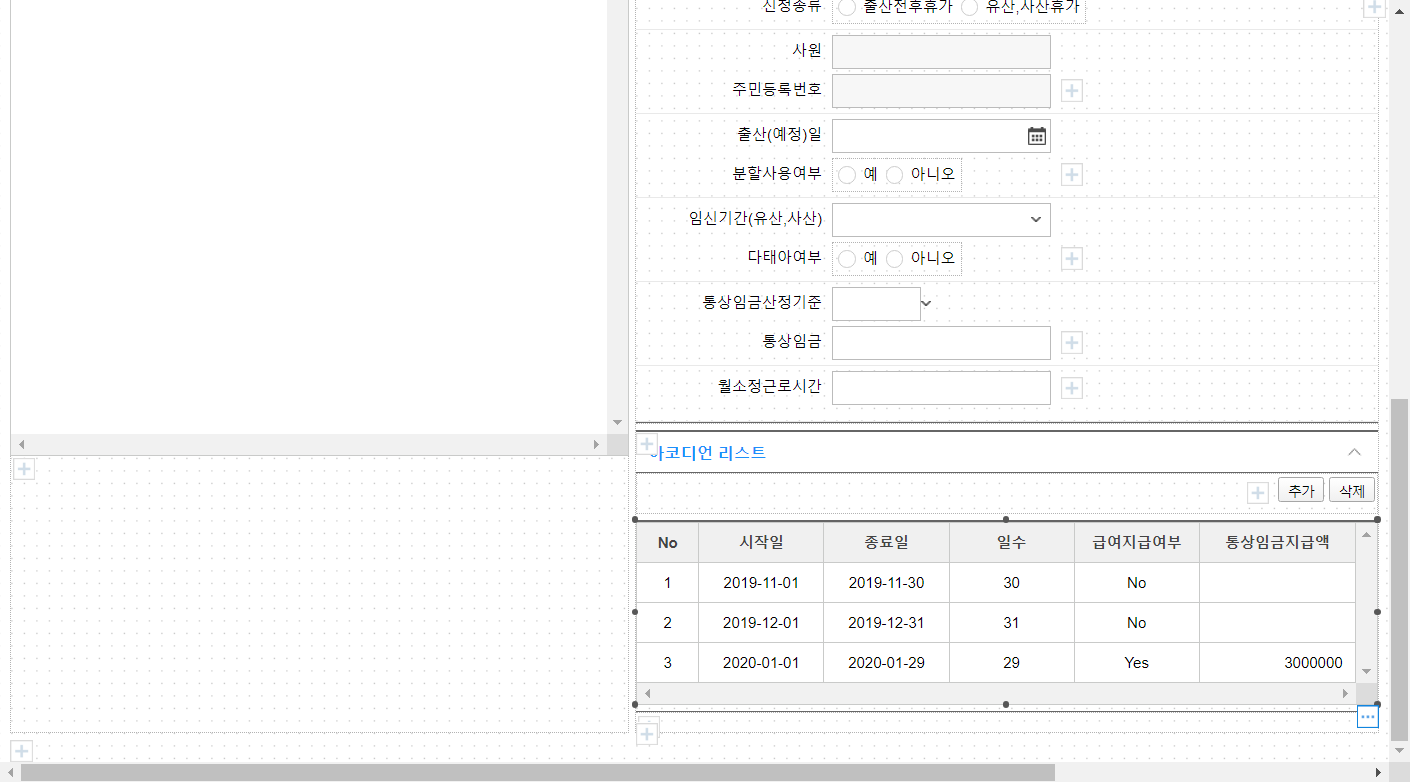 신청종류 출산전후휴가 유산,사산휴가
사원
주민등록번호
출산(예정)일
분할사용여부 예 아니오
임신기간(유산,사산)
다태아여부 예 아니오
통상임금산정기준
통상임금
월소정근로시간
아코디언 리스트
추가 삭제
No 시작일 종료일 일수 급여지급여부 통상임금지급액
1 2019-11-01 2019-11-30 30 No
2 2019-12-01 2019-12-31 31 No
3 2020-01-01 2020-01-29 29 Yes 3000000